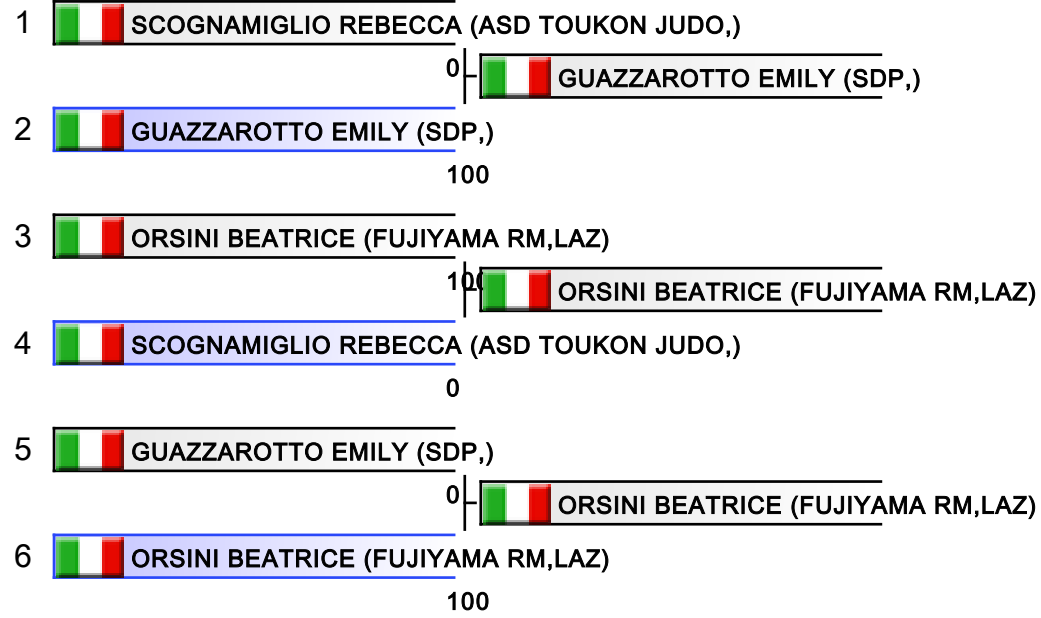 1 SCOGNAMIGLIO REBECCA (ASD TOUKON JUDO,)
0 GUAZZAROTTO EMILY (SDP,)
2 GUAZZAROTTO EMILY (SDP,)
100
3 ORSINI BEATRICE (FUJIYAMA RM,LAZ)
100 ORSINI BEATRICE (FUJIYAMA RM,LAZ)
4 SCOGNAMIGLIO REBECCA (ASD TOUKON JUDO,)
0
5 GUAZZAROTTO EMILY (SDP,)
0 ORSINI BEATRICE (FUJIYAMA RM,LAZ)
6 ORSINI BEATRICE (FUJIYAMA RM,LAZ)
100